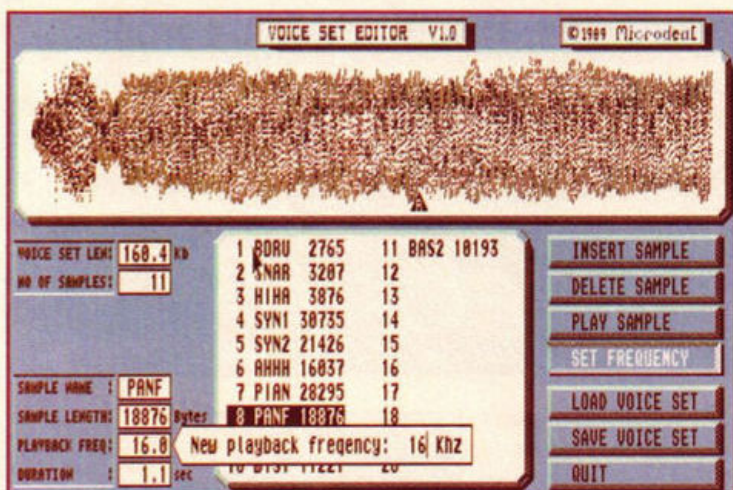 VOICE SET EDITOR V1.0
©1989 Microdeal
VOICE SET LEN: 160.4 Kb
NO OF SAMPLES: 11
1 BDRU 2765
2 SNAR 3207
3 HIHA 3876
4 SYN1 30735
5 SYN2 21426
6 AHHH 16037
7 PIAN 28295
8 PANF 18876
11 BAS2 10193
12
13
14
15
16
17
18
INSERT SAMPLE
DELETE SAMPLE
PLAY SAMPLE
SET FREQUENCY
LOAD VOICE SET
SAVE VOICE SET
QUIT
SAMPLE NAME : PANF
SAMPLE LENGTH: 18876 Bytes
PLAYBACK FREQ: 16.0
DURATION : 1.1 sec
New playback freqency: 16 Khz